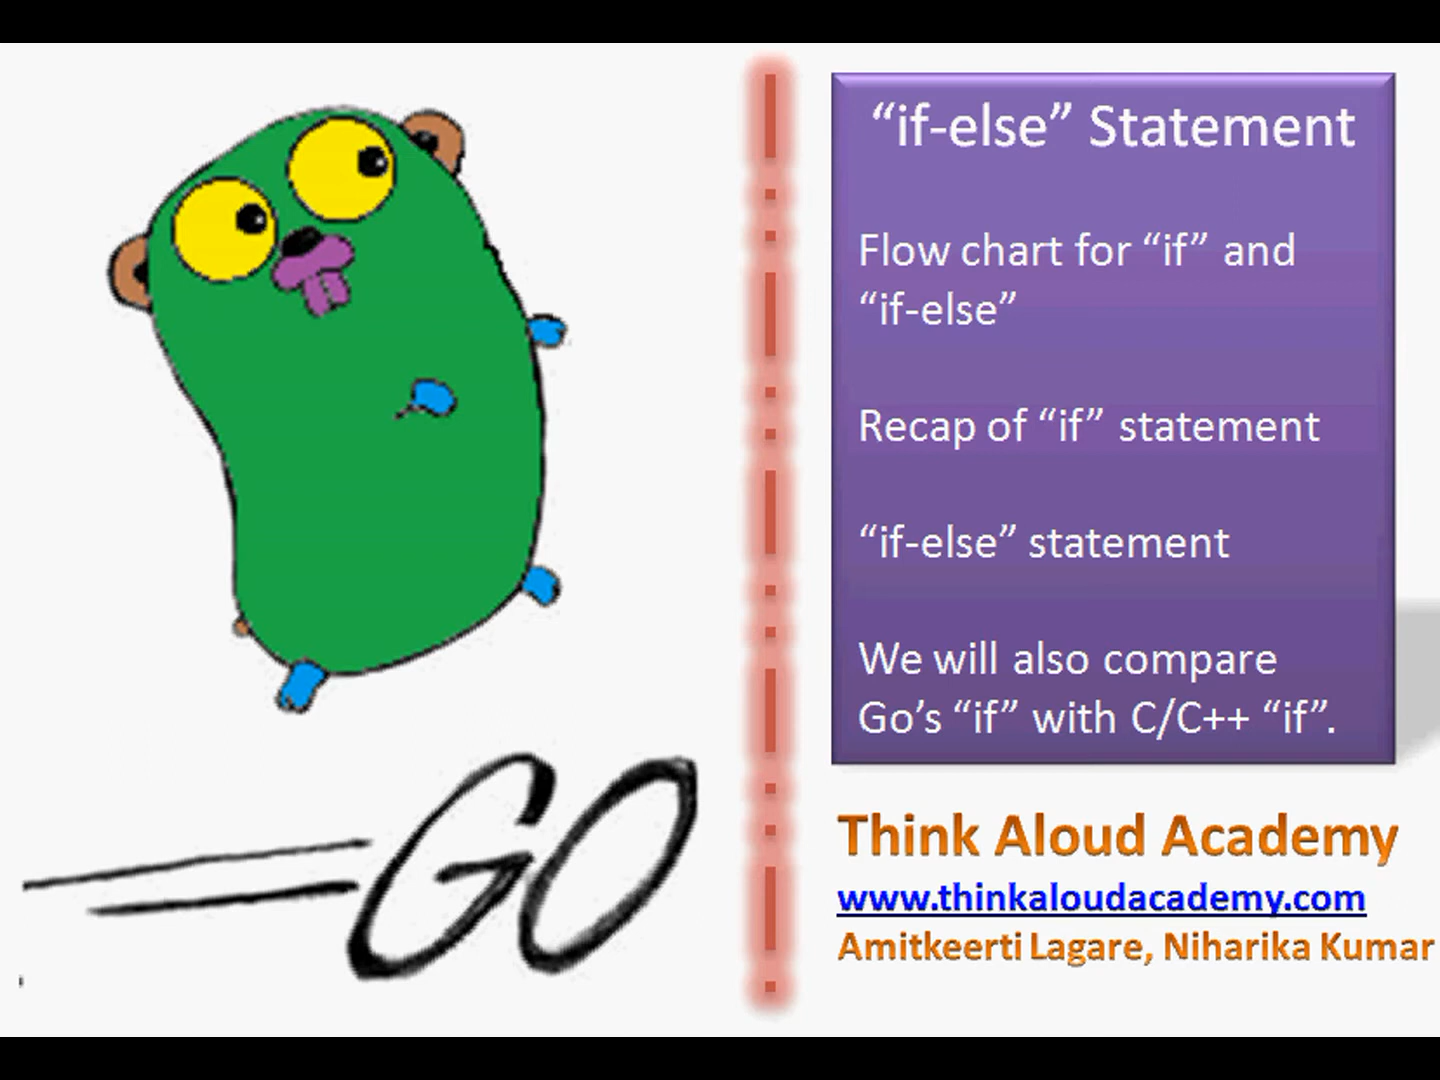 “if-else” Statement
Flow chart for “if” and
“if-else”
Recap of “if” statement
“if-else” statement
We will also compare
Go’s “if” with C/C++ “if”.
GO
Think Aloud Academy
www.thinkaloudacademy.com
Amitkeerti Lagare, Niharika Kumar